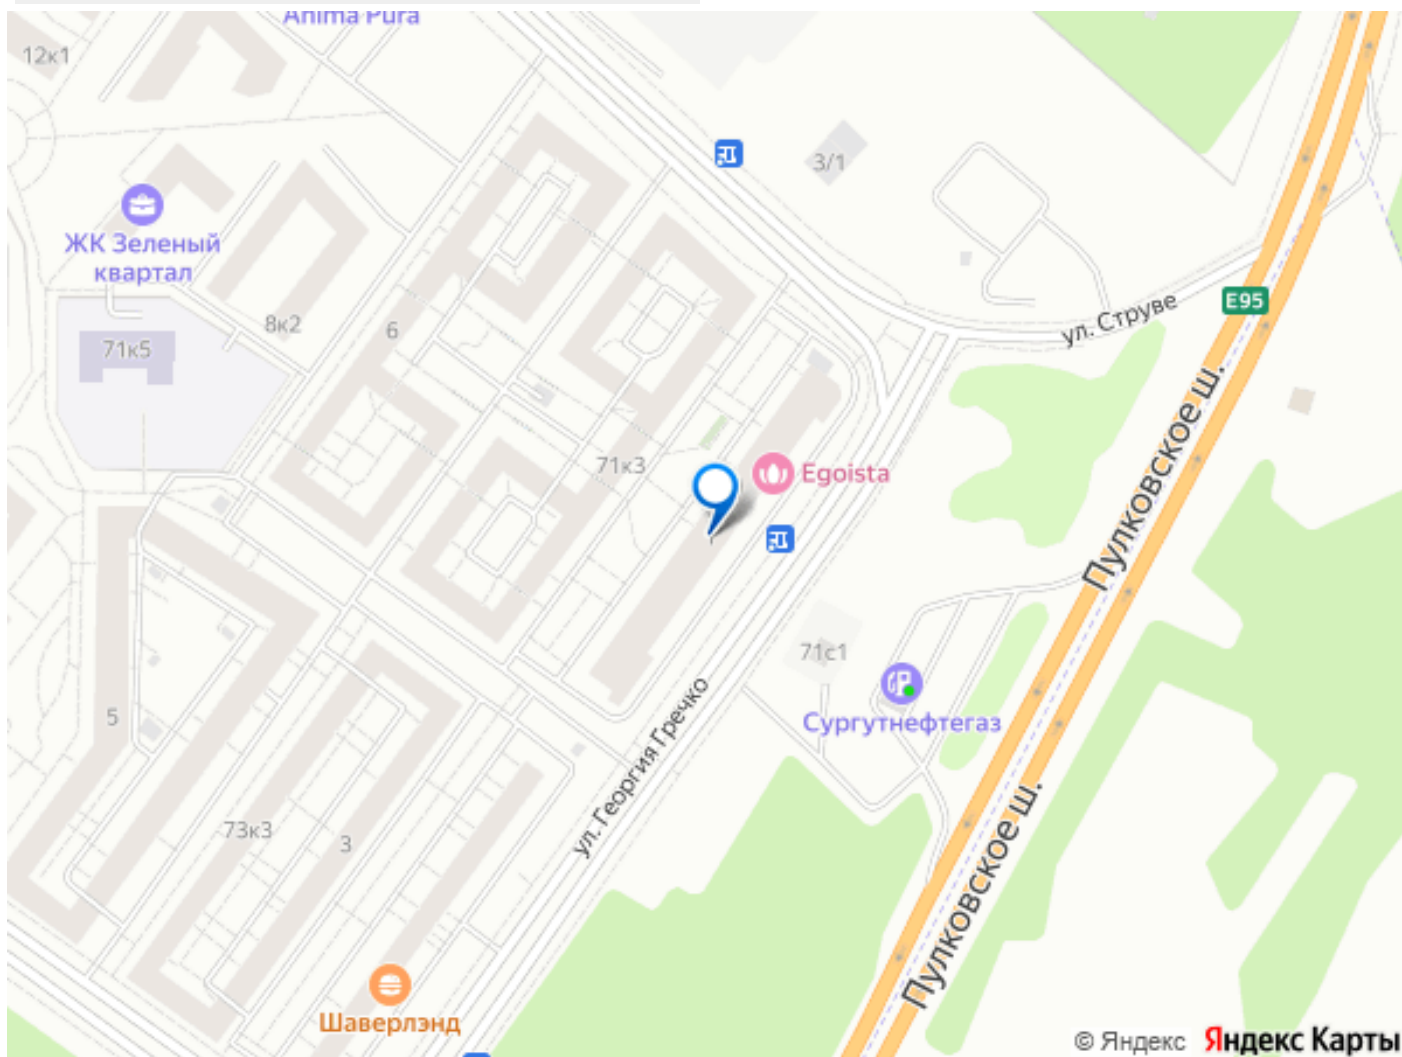 Anima Pura
12к1
3/1
ЖК Зеленый
квартал
E95
ул. Струве
8к2
6
71к5
Пулковское ш.
71к3
Egoista
71с1
Сургутнефтегаз
5
ул. Георгия Гречко
73к3
3
Пулковское ш.
Шаверлэнд
© Яндекс Яндекс Карты